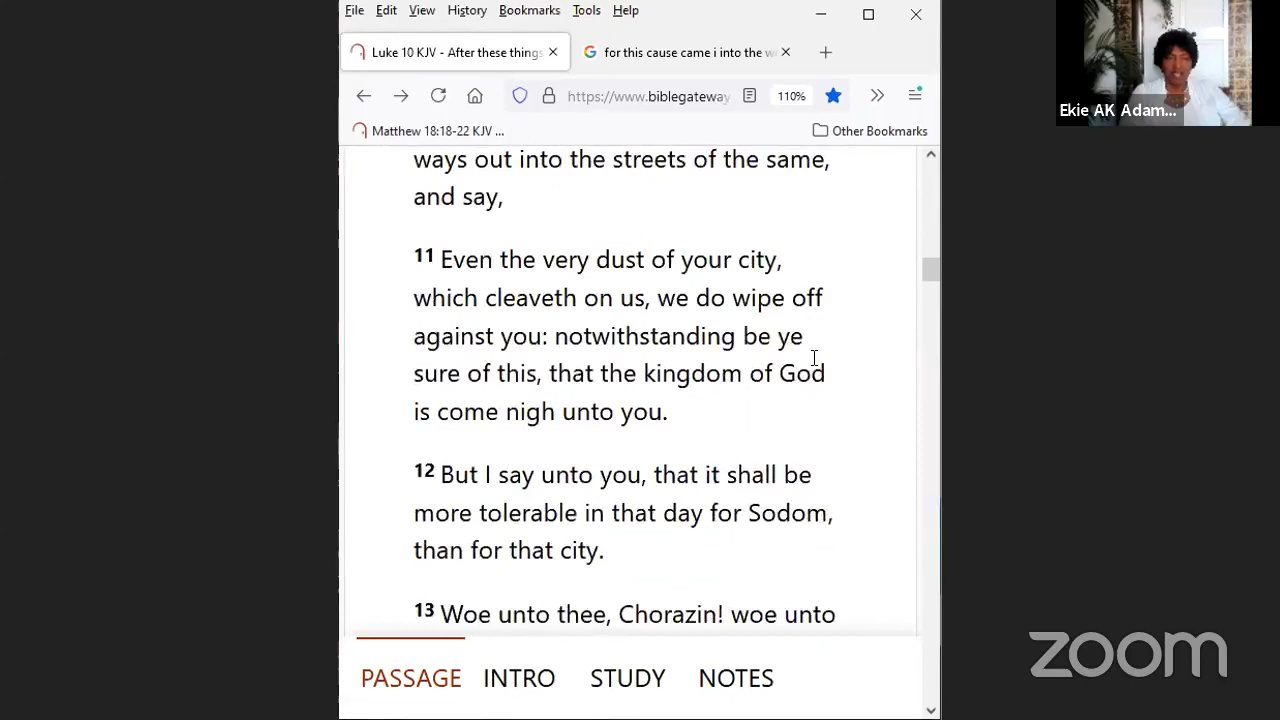 File Edit View History Bookmarks Tools Help
Luke 10 KJV - After these things
for this cause came i into the w
https://www.biblegateway
110%
Matthew 18:18-22 KJV ...
Other Bookmarks
ways out into the streets of the same,
and say,
11 Even the very dust of your city,
which cleaveth on us, we do wipe off
against you: notwithstanding be ye
sure of this, that the kingdom of God
is come nigh unto you.
12 But I say unto you, that it shall be
more tolerable in that day for Sodom,
than for that city.
13 Woe unto thee, Chorazin! woe unto
PASSAGE INTRO STUDY NOTES
Ekie AK Adam...
zoom